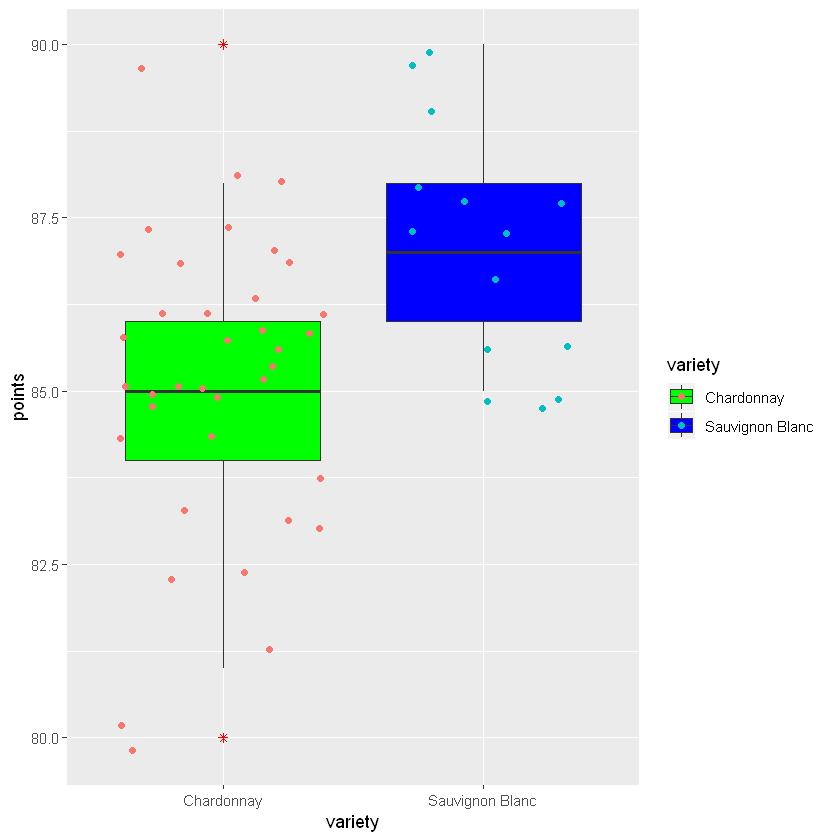 points
90.0
87.5
85.0
82.5
80.0
Chardonnay
Sauvignon Blanc
variety
variety
Chardonnay
Sauvignon Blanc